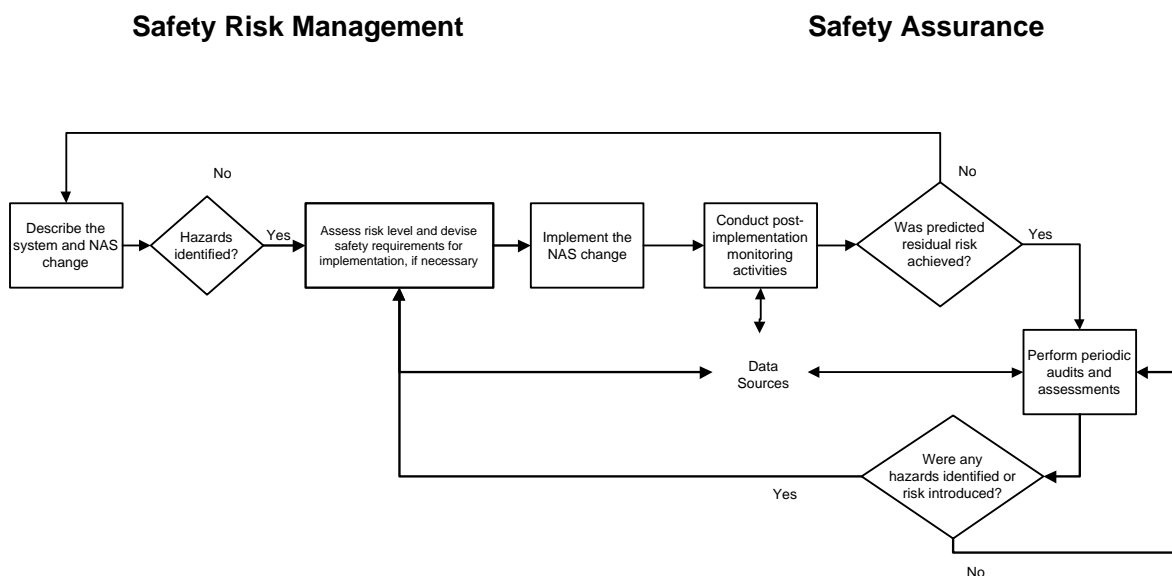 Safety Risk Management
Safety Assurance
No
No
Describe the
system and NAS
change
Hazards
identified?
Yes
Assess risk level and devise
safety requirements for
implementation, if necessary
Implement the
NAS change
Conduct post-
implementation
monitoring
activities
Was predicted
residual risk
achieved?
Yes
Data
Sources
Perform periodic
audits and
assessments
Were any
hazards identified or
risk introduced?
Yes
No